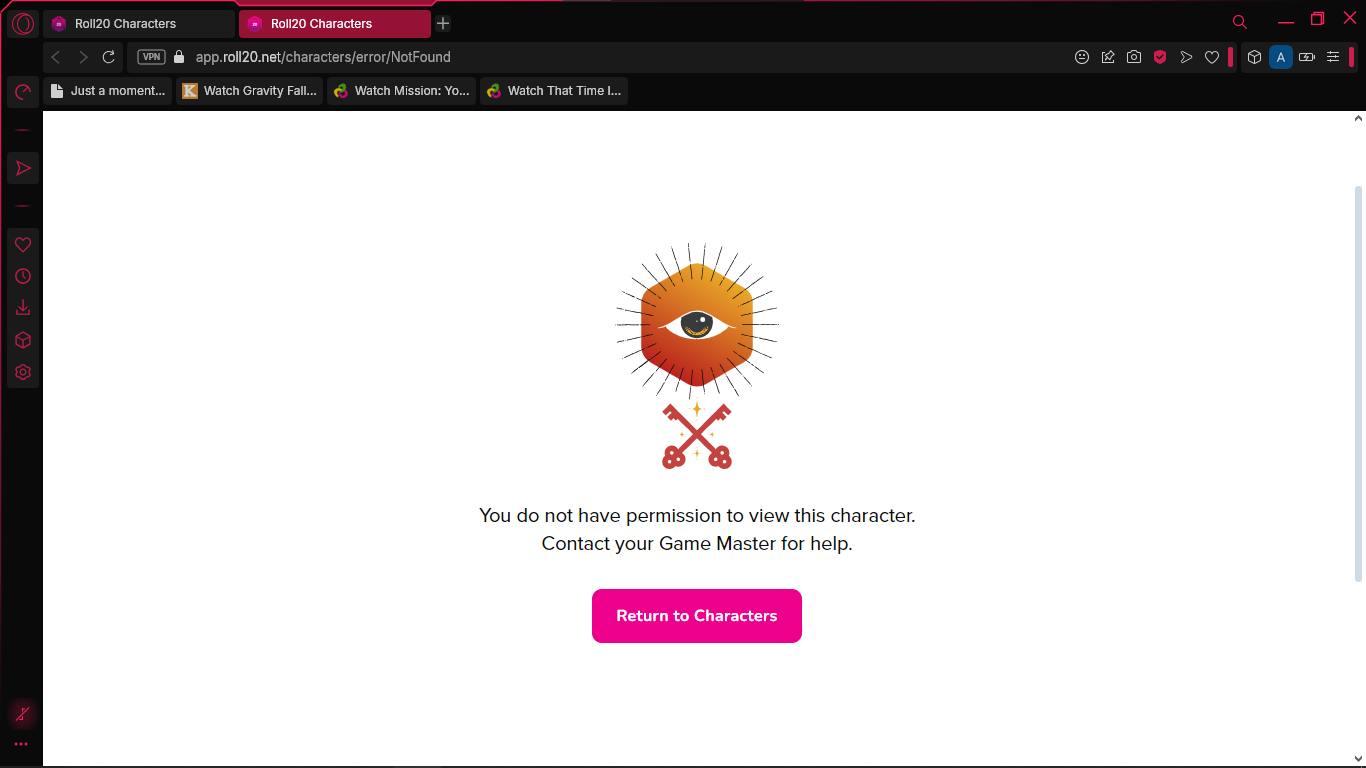 Roll20 Characters
Roll20 Characters
VPN
app.roll20.net/characters/error/NotFound
A
Just a moment...
Watch Gravity Fall...
Watch Mission: Yo...
Watch That Time I...
You do not have permission to view this character.
Contact your Game Master for help.
Return to Characters